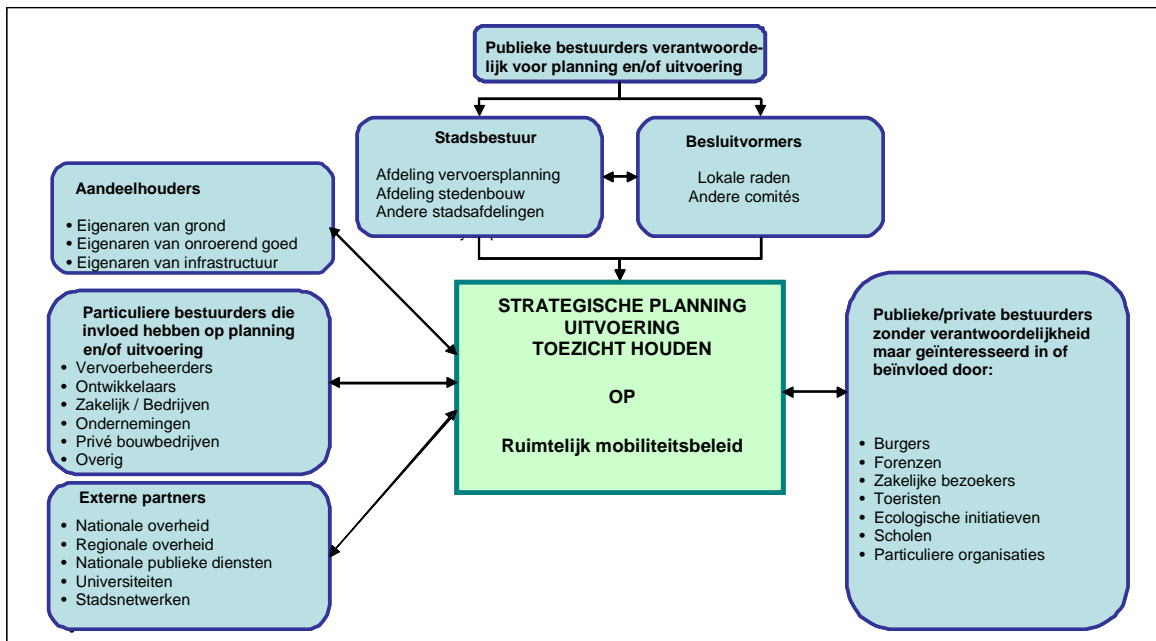 Publieke bestuurders verantwoorde-
lijk voor planning en/of uitvoering
Stadsbestuur
Afdeling vervoersplanning
Afdeling stedenbouw
Andere stadsafdelingen
Besluitvormers
Lokale raden
Andere comités
Aandeelhouders
• Eigenaren van grond
• Eigenaren van onroerend goed
• Eigenaren van infrastructuur
Particuliere bestuurders die
invloed hebben op planning
en/of uitvoering
• Vervoerbeheerders
• Ontwikkelaars
• Zakelijk / Bedrijven
• Ondernemingen
• Privé bouwbedrijven
• Overig
Externe partners
• Nationale overheid
• Regionale overheid
• Nationale publieke diensten
• Universiteiten
• Stadsnetwerken
STRATEGISCHE PLANNING
UITVOERING
TOEZICHT HOUDEN
OP
Ruimtelijk mobiliteitsbeleid
Publieke/private bestuurders
zonder verantwoordelijkheid
maar geïnteresseerd in of
beïnvloed door:
• Burgers
• Forenzen
• Zakelijke bezoekers
• Toeristen
• Ecologische initiatieven
• Scholen
• Particuliere organisaties